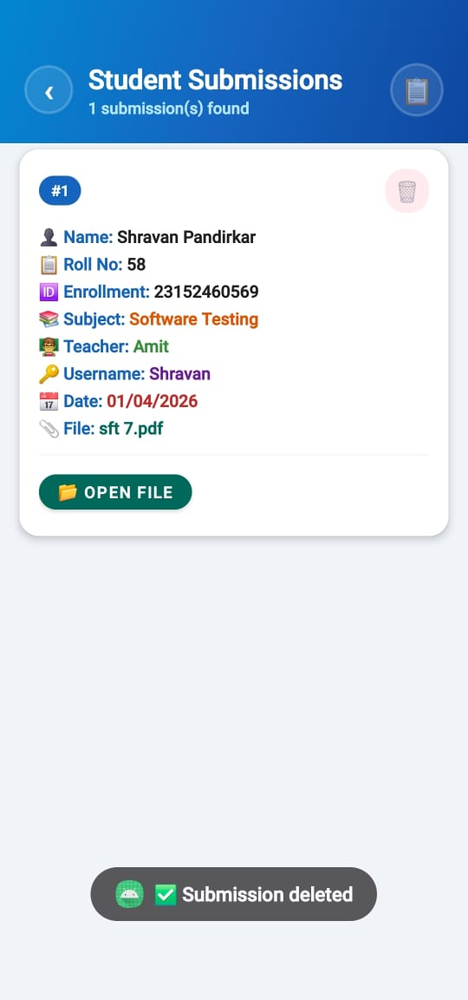 ‹
Student Submissions
1 submission(s) found
#1
👤 Name: Shravan Pandirkar
📋 Roll No: 58
🆔 Enrollment: 23152460569
📚 Subject: Software Testing
👨‍🏫 Teacher: Amit
🔑 Username: Shravan
📅 Date: 01/04/2026
📎 File: sft 7.pdf
📂 OPEN FILE
✅ Submission deleted